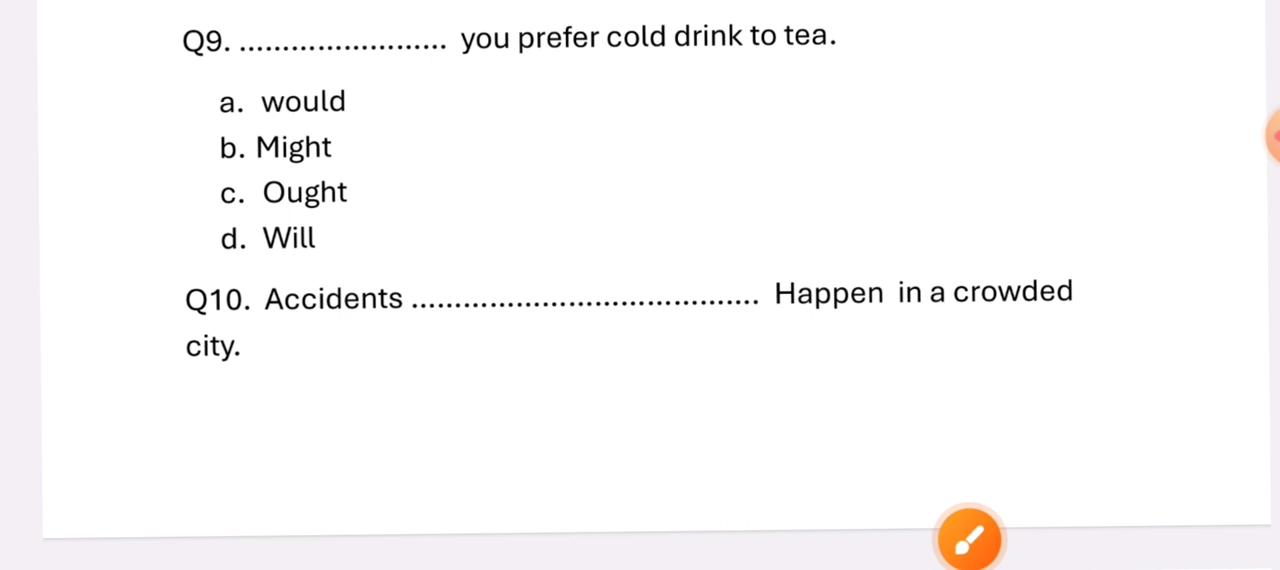 Q9. ........................ you prefer cold drink to tea.
a. would
b. Might
c. Ought
d. Will
Q10. Accidents ......................................... Happen in a crowded
city.